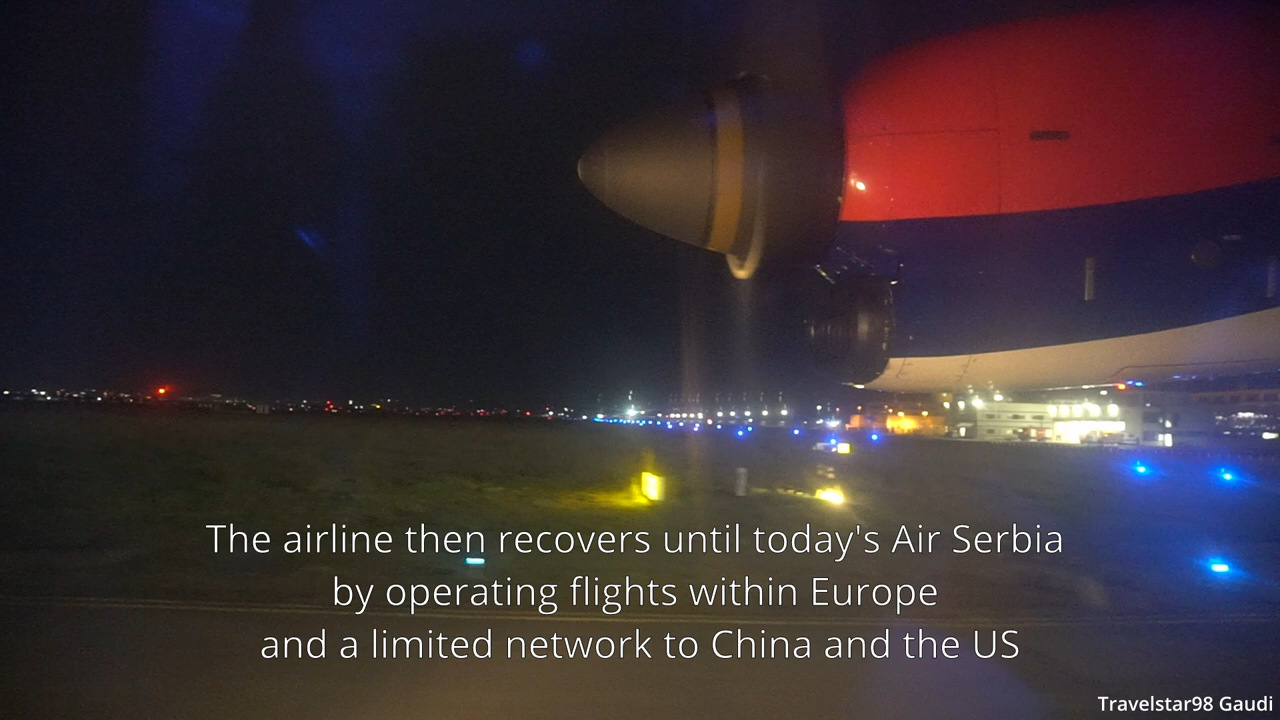 The airline then recovers until today's Air Serbia
by operating flights within Europe
and a limited network to China and the US
Travelstar98 Gaudi